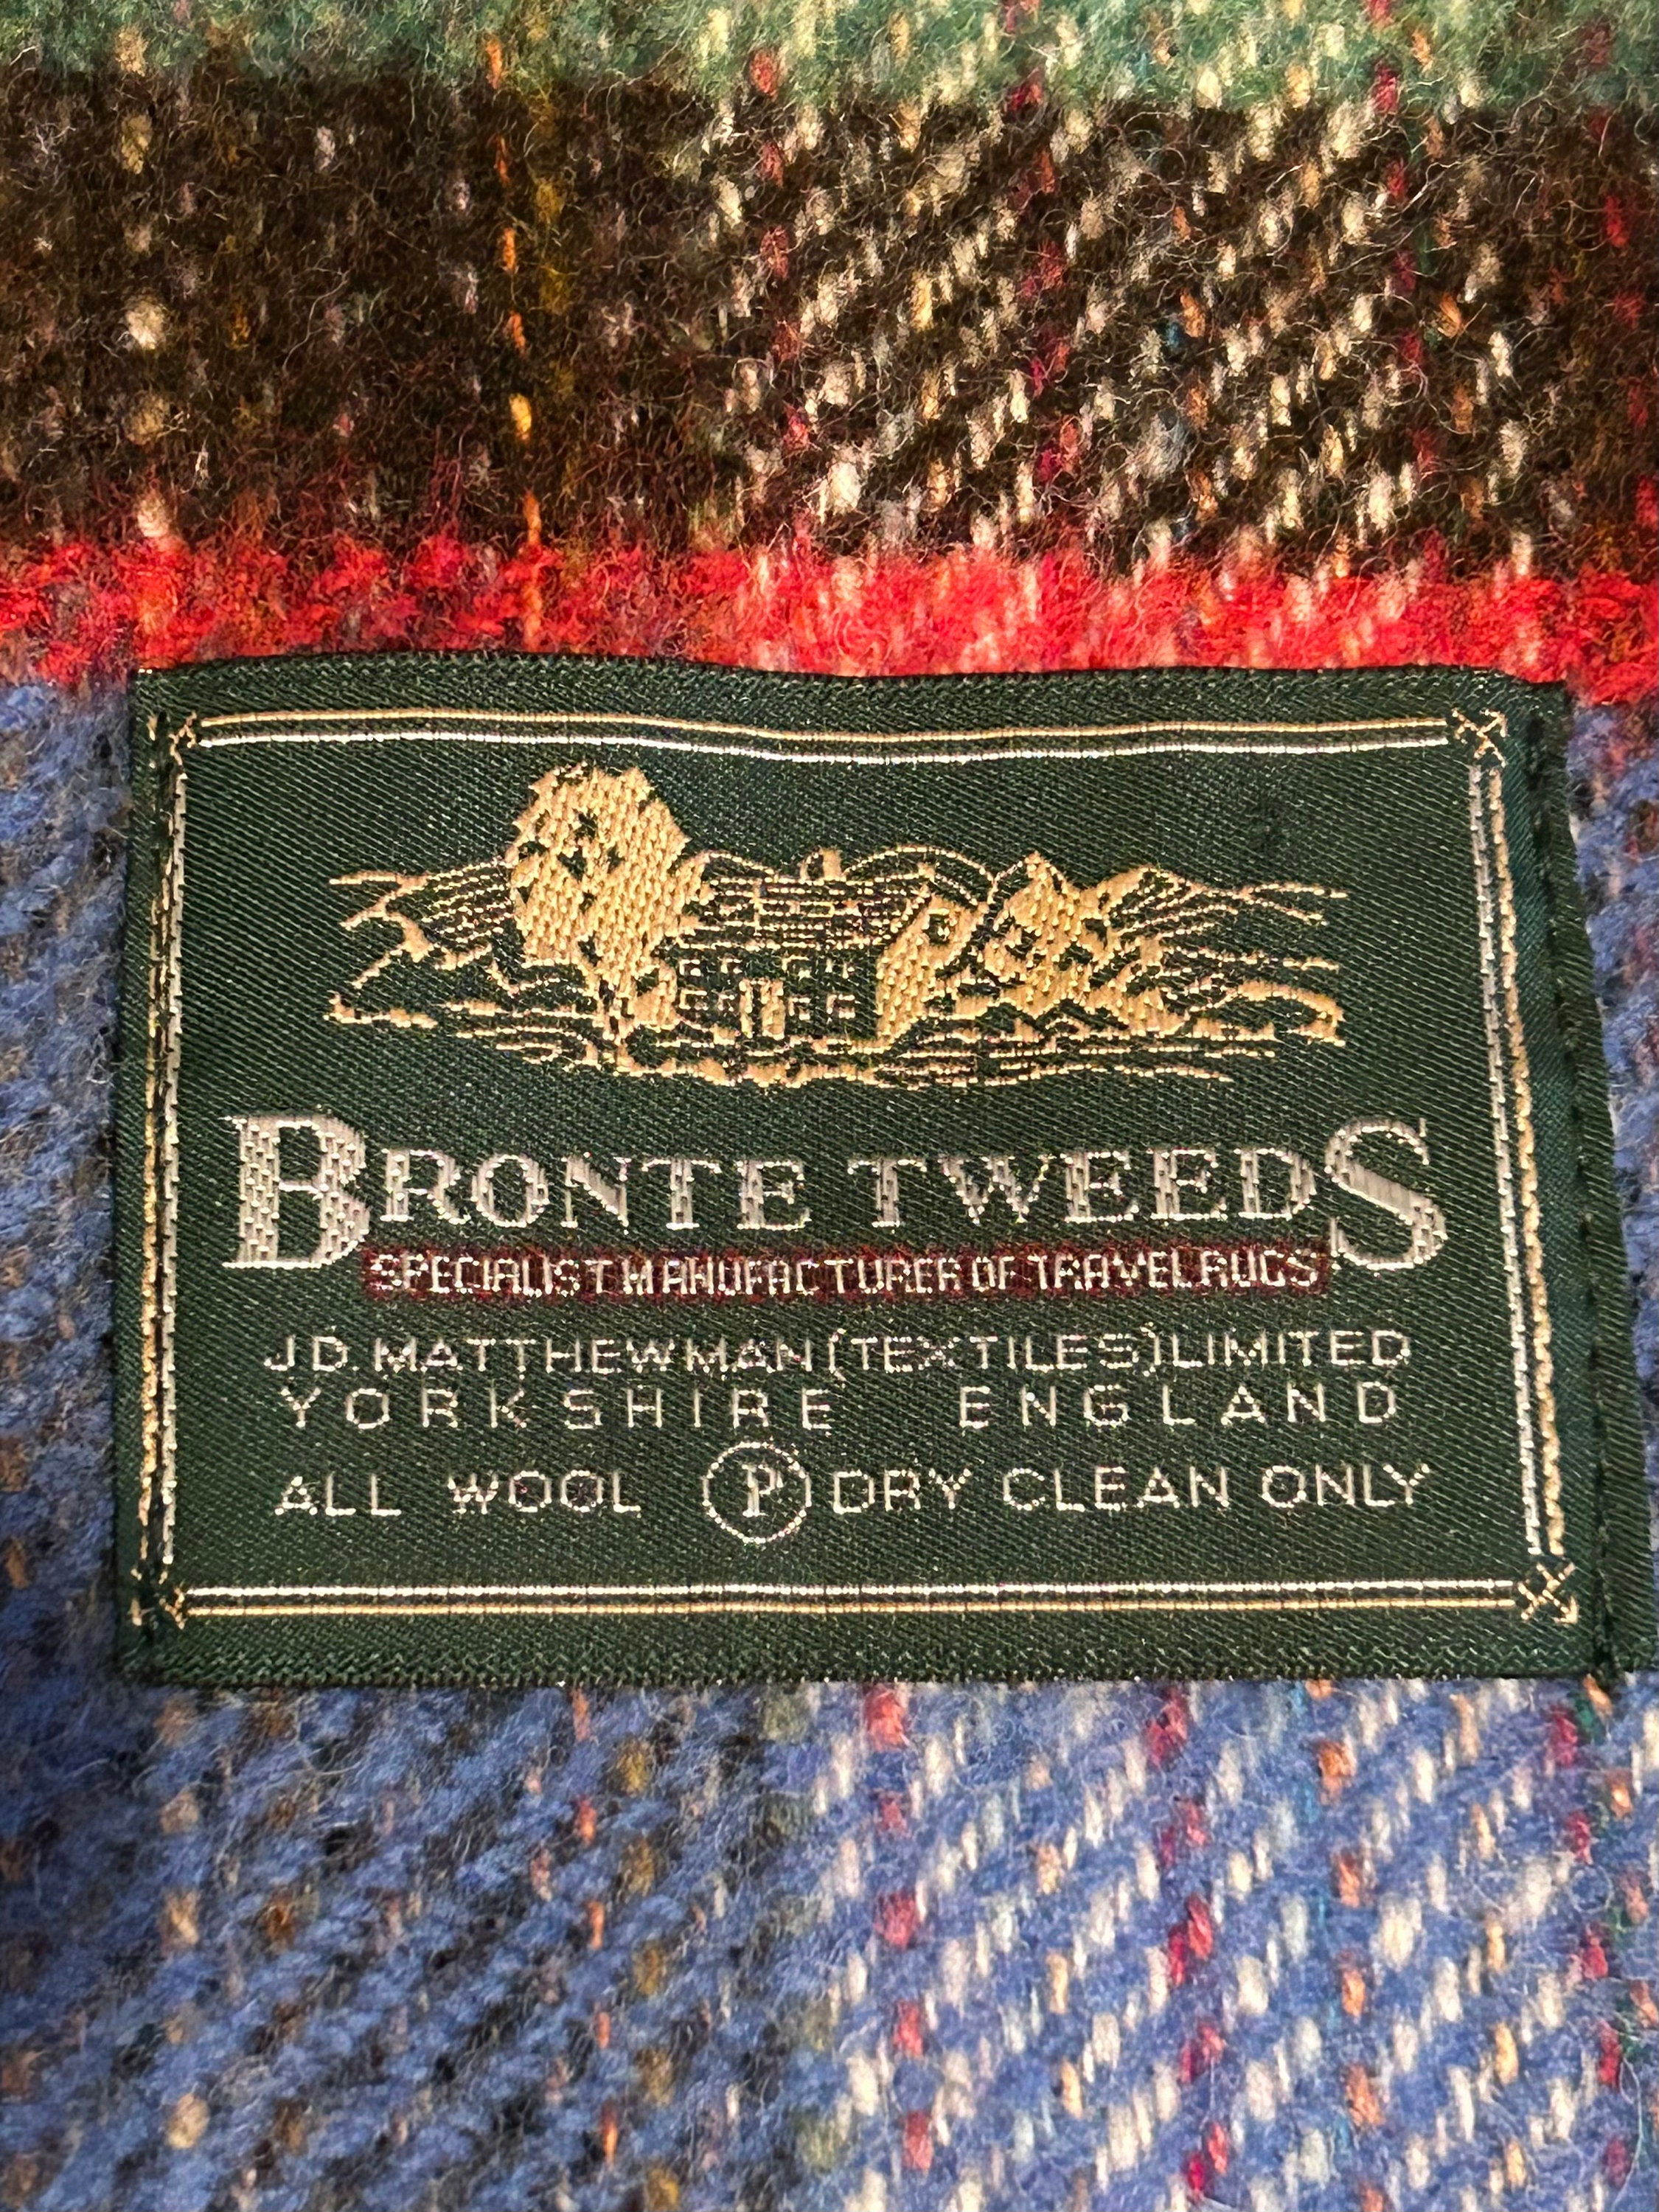 BRONTE TWEEDS
SPECIALIST MANUFACTURER OF TRAVEL RUGS
J.D. MATTHEWMAN (TEXTILES) LIMITED
YORKSHIRE ENGLAND
ALL WOOL P DRY CLEAN ONLY